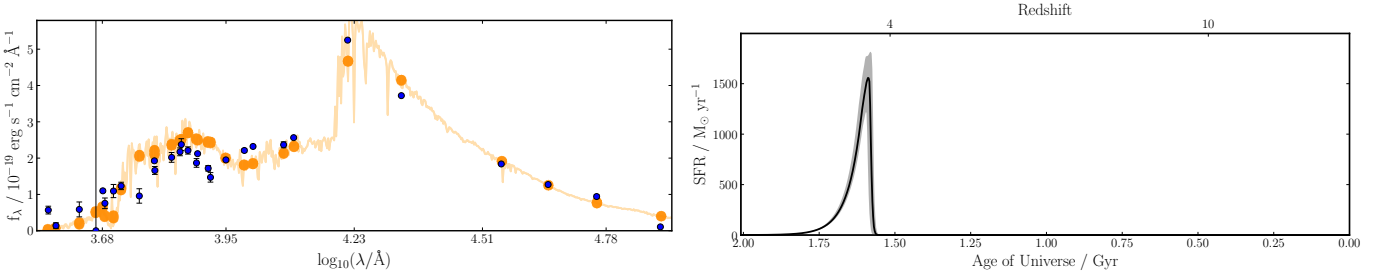 f_λ / 10⁻¹⁹ erg s⁻¹ cm⁻² Å⁻¹
5
4
3
2
1
0
3.68 3.95 4.23 4.51 4.78
log₁₀(λ/Å)
Redshift
4 10
SFR / M⊙ yr⁻¹
1500
1000
500
0
2.00 1.75 1.50 1.25 1.00 0.75 0.50 0.25 0.00
Age of Universe / Gyr